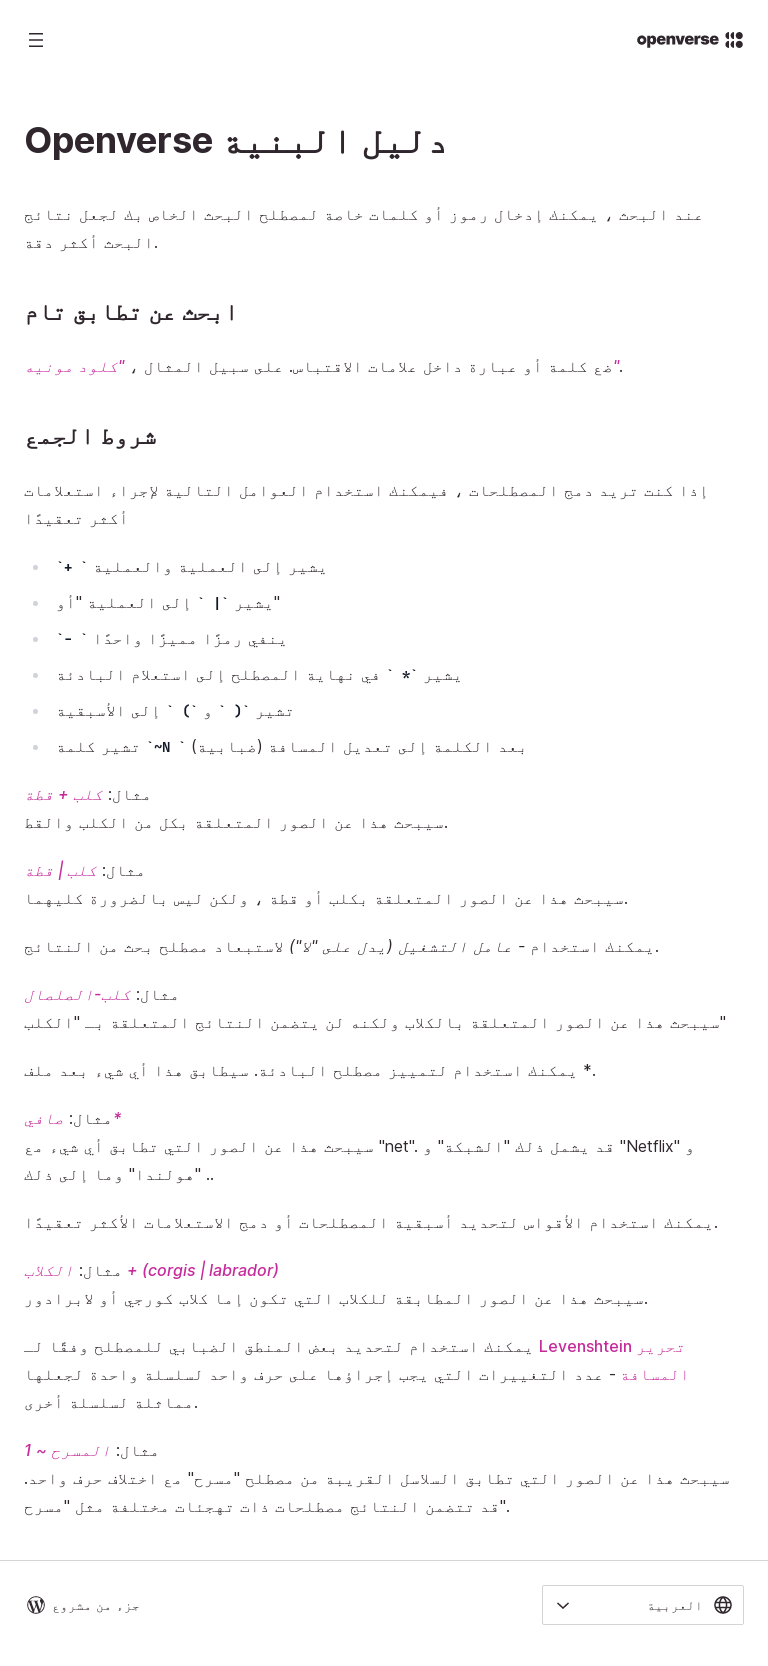 openverse
Openverse دليل البنية
عند البحث ، يمكنك إدخال رموز أو كلمات خاصة لمصطلح البحث الخاص بك لجعل نتائج
البحث أكثر دقة.
ابحث عن تطابق تام
ضع كلمة أو عبارة داخل علامات الاقتباس. على سبيل المثال ، "كلود مونيه".
شروط الجمع
إذا كنت تريد دمج المصطلحات ، فيمكنك استخدام العوامل التالية لإجراء استعلامات
أكثر تعقيدًا
`+ ` يشير إلى العملية والعملية
يشير `| ` إلى العملية "أو"
`- ` ينفي رمزًا مميزًا واحدًا
يشير `* ` في نهاية المصطلح إلى استعلام البادئة
تشير `( ` و `) ` إلى الأسبقية
تشير كلمة `~N ` بعد الكلمة إلى تعديل المسافة (ضبابية)
مثال: كلب + قطة
سيبحث هذا عن الصور المتعلقة بكل من الكلب والقط.
مثال: كلب | قطة
سيبحث هذا عن الصور المتعلقة بكلب أو قطة ، ولكن ليس بالضرورة كليهما.
يمكنك استخدام - عامل التشغيل (يدل على "لا") لاستبعاد مصطلح بحث من النتائج.
مثال: كلب-الصلصال
سيبحث هذا عن الصور المتعلقة بالكلاب ولكنه لن يتضمن النتائج المتعلقة بـ "الكلب"
يمكنك استخدام لتمييز مصطلح البادئة. سيطابق هذا أي شيء بعد ملف *.
مثال: صافي*
سيبحث هذا عن الصور التي تطابق أي شيء مع "net". قد يشمل ذلك "الشبكة" و "Netflix" و
"هولندا" وما إلى ذلك ..
يمكنك استخدام الأقواس لتحديد أسبقية المصطلحات أو دمج الاستعلامات الأكثر تعقيدًا.
مثال: الكلاب + (corgis | labrador)
سيبحث هذا عن الصور المطابقة للكلاب التي تكون إما كلاب كورجي أو لابرادور.
يمكنك استخدام لتحديد بعض المنطق الضبابي للمصطلح وفقًا لـ Levenshtein تحرير
المسافة - عدد التغييرات التي يجب إجراؤها على حرف واحد لسلسلة واحدة لجعلها
مماثلة لسلسلة أخرى.
مثال: المسرح ~ 1
سيبحث هذا عن الصور التي تطابق السلاسل القريبة من مصطلح "مسرح" مع اختلاف حرف واحد.
قد تتضمن النتائج مصطلحات ذات تهجئات مختلفة مثل "مسرح".
جزء من مشروع
العربية